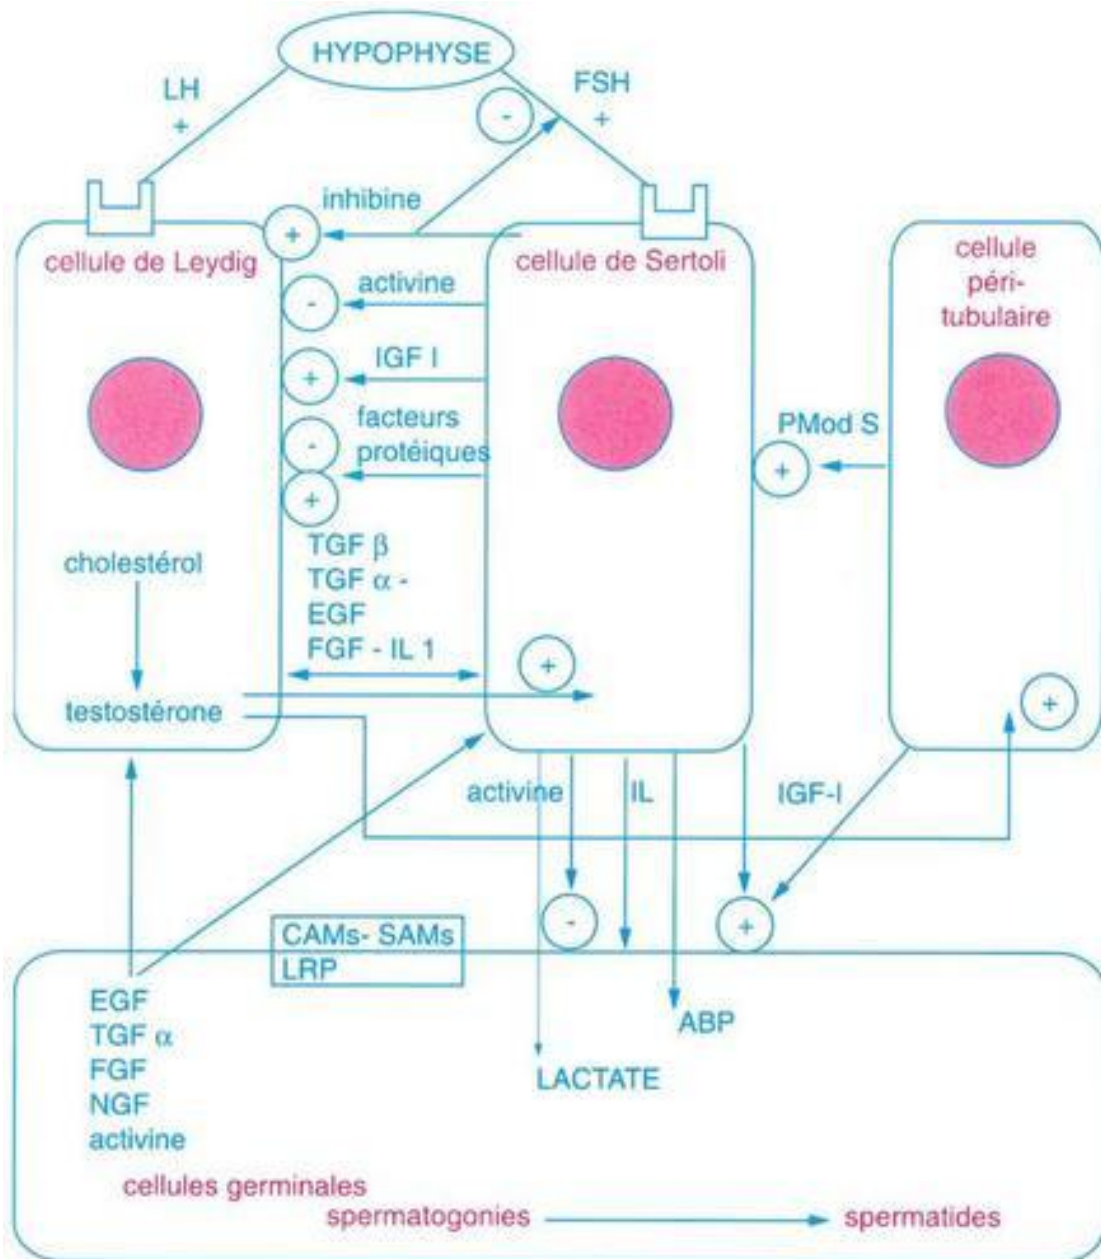 HYPOPHYSE
LH
+
FSH
+
-
inhibine
+
cellule de Leydig
cellule de Sertoli
cellule
péri-
tubulaire
activine
-
IGF I
+
facteurs
protéiques
-
+
PMod S
+
TGF β
TGF α -
EGF
FGF - IL 1
cholestérol
testostérone
+
+
activine
IL
IGF-I
-
+
CAMs- SAMs
LRP
EGF
TGF α
FGF
NGF
activine
ABP
LACTATE
cellules germinales
spermatogonies
spermatides